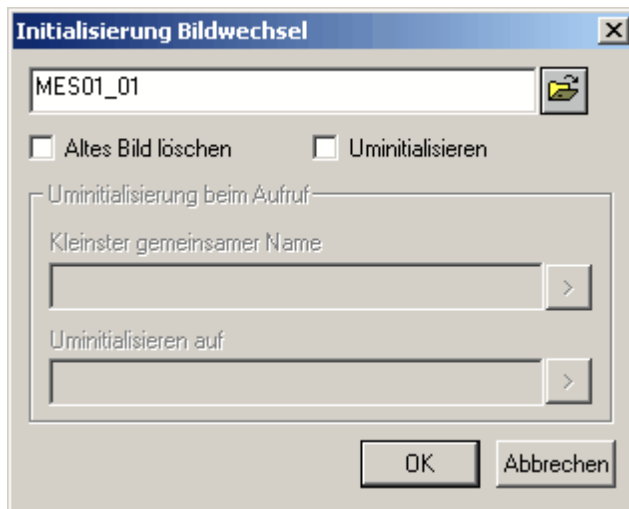 Initialisierung Bildwechsel
MES01_01
Altes Bild löschen Uminitialisieren
Uminitialisierung beim Aufruf
Kleinster gemeinsamer Name
>
Uminitialisieren auf
>
OK Abbrechen